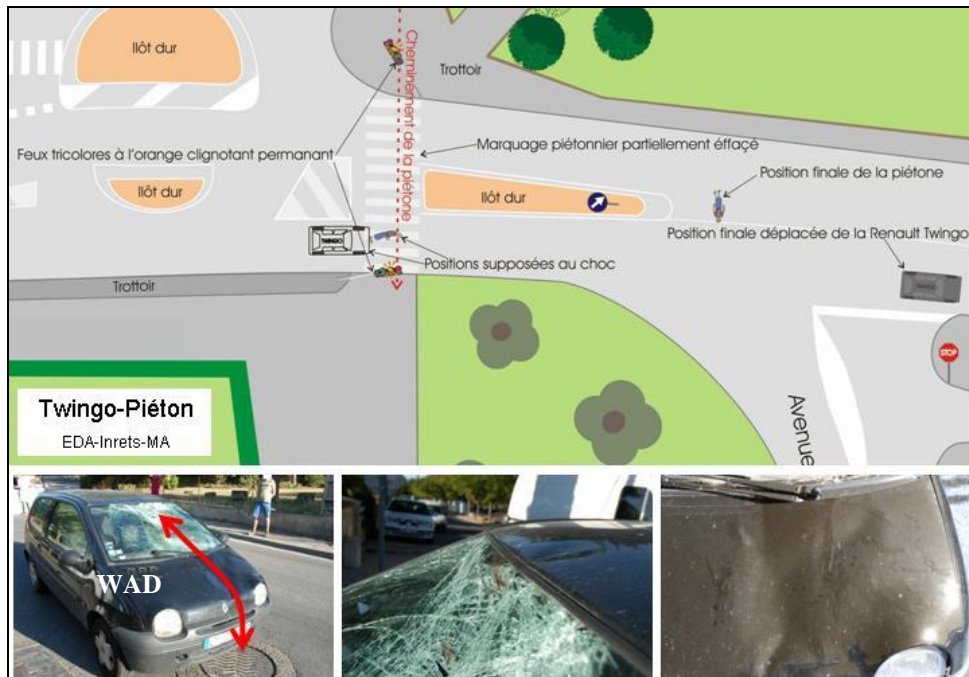 Ilôt dur
Trottoir
Cheminement de la piétone
Feux tricolores à l'orange clignotant permanant
Marquage piétonnier partiellement éffaçé
Position finale de la piétone
Ilôt dur
Ilôt dur
TWINGO
Position finale déplacée de la Renault Twingo
Positions supposées au choc
Trottoir
STOP
Avenue
Twingo-Piéton
EDA-Inrets-MA
WAD